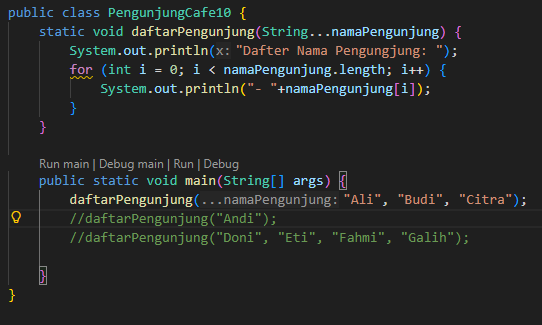 public class PengunjungCafe10 {
static void daftarPengunjung(String...namaPengunjung) {
System.out.println(x: "Dafter Nama Pengungjung: ");
for (int i = 0; i < namaPengunjung.length; i++) {
System.out.println("- "+namaPengunjung[i]);
}
}
Run main | Debug main | Run | Debug
public static void main(String[] args) {
daftarPengunjung(...namaPengunjung: "Ali", "Budi", "Citra");
//daftarPengunjung("Andi");
//daftarPengunjung("Doni", "Eti", "Fahmi", "Galih");
}
}